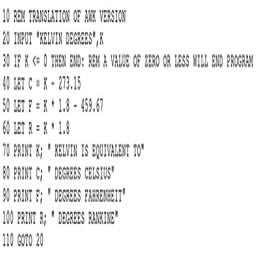 10 REM TRANSLATION OF AWK VERSION
20 INPUT "KELVIN DEGREES",K
30 IF K <= 0 THEN END: REM A VALUE OF ZERO OR LESS WILL END PROGRAM
40 LET C = K - 273.15
50 LET F = K * 1.8 - 459.67
60 LET R = K * 1.8
70 PRINT K; " KELVIN IS EQUIVALENT TO"
80 PRINT C; " DEGREES CELSIUS"
90 PRINT F; " DEGREES FAHRENHEIT"
100 PRINT R; " DEGREES RANKINE"
110 GOTO 20